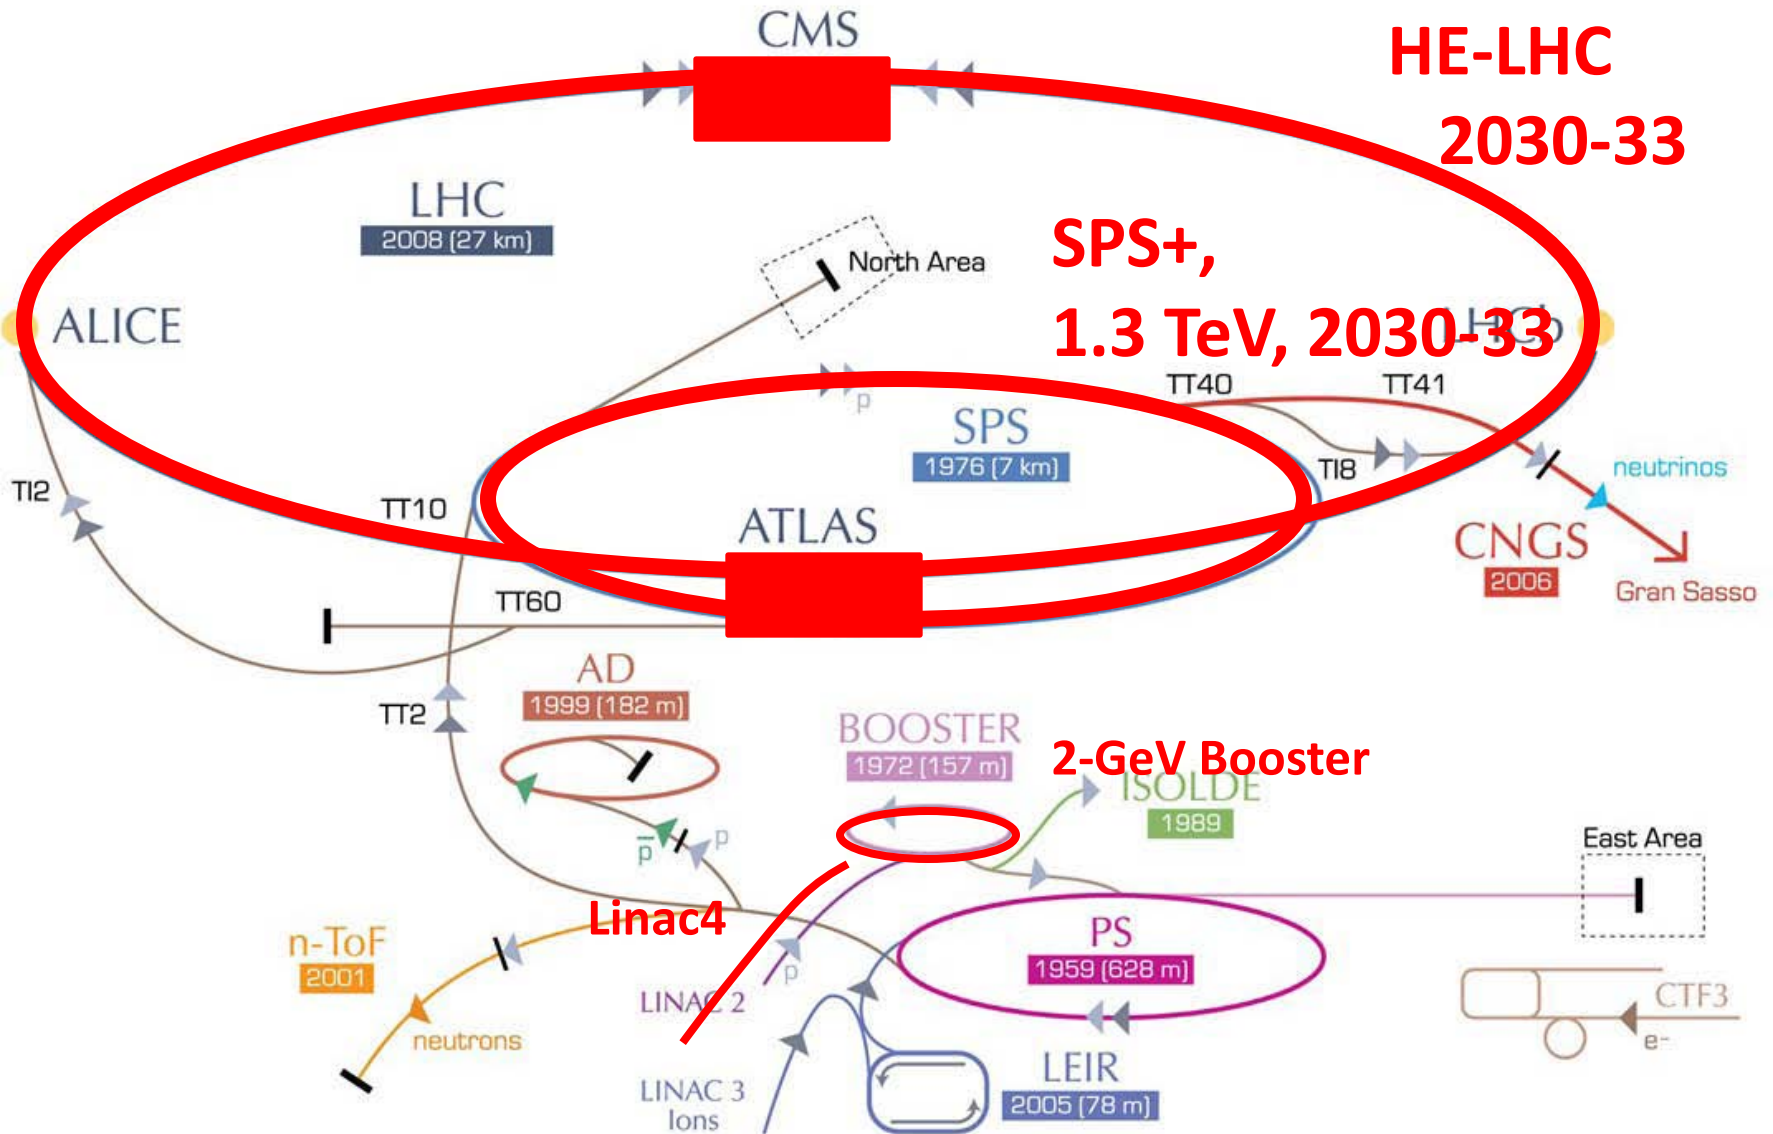 CMS
HE-LHC
2030-33
LHC
2008 (27 km)
North Area
SPS+,
1.3 TeV, 2030-33
ALICE
LHCb
TT40
TT41
p
SPS
1976 (7 km)
TI8
neutrinos
TI2
TT10
ATLAS
CNGS
2006
Gran Sasso
TT60
AD
1999 (182 m)
TT2
BOOSTER
1972 (157 m)
2-GeV Booster
ISOLDE
1989
p̅
p
East Area
Linac4
n-ToF
2001
PS
1959 (628 m)
p
LINAC 2
CTF3
e-
neutrons
LEIR
2005 (78 m)
LINAC 3
Ions